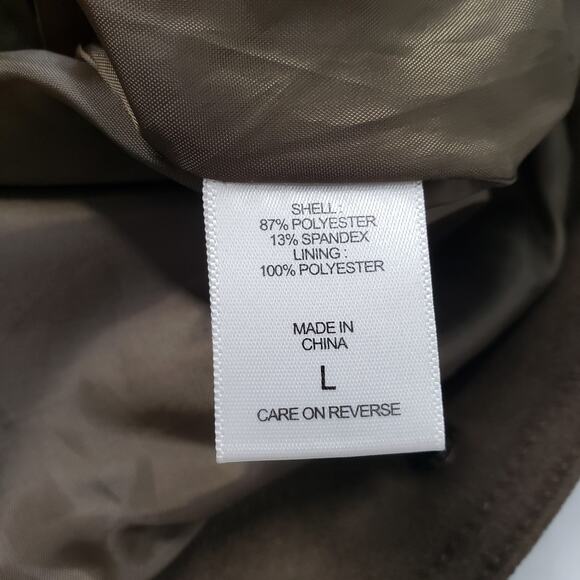 SHELL :
87% POLYESTER
13% SPANDEX
LINING :
100% POLYESTER
MADE IN
CHINA
L
CARE ON REVERSE